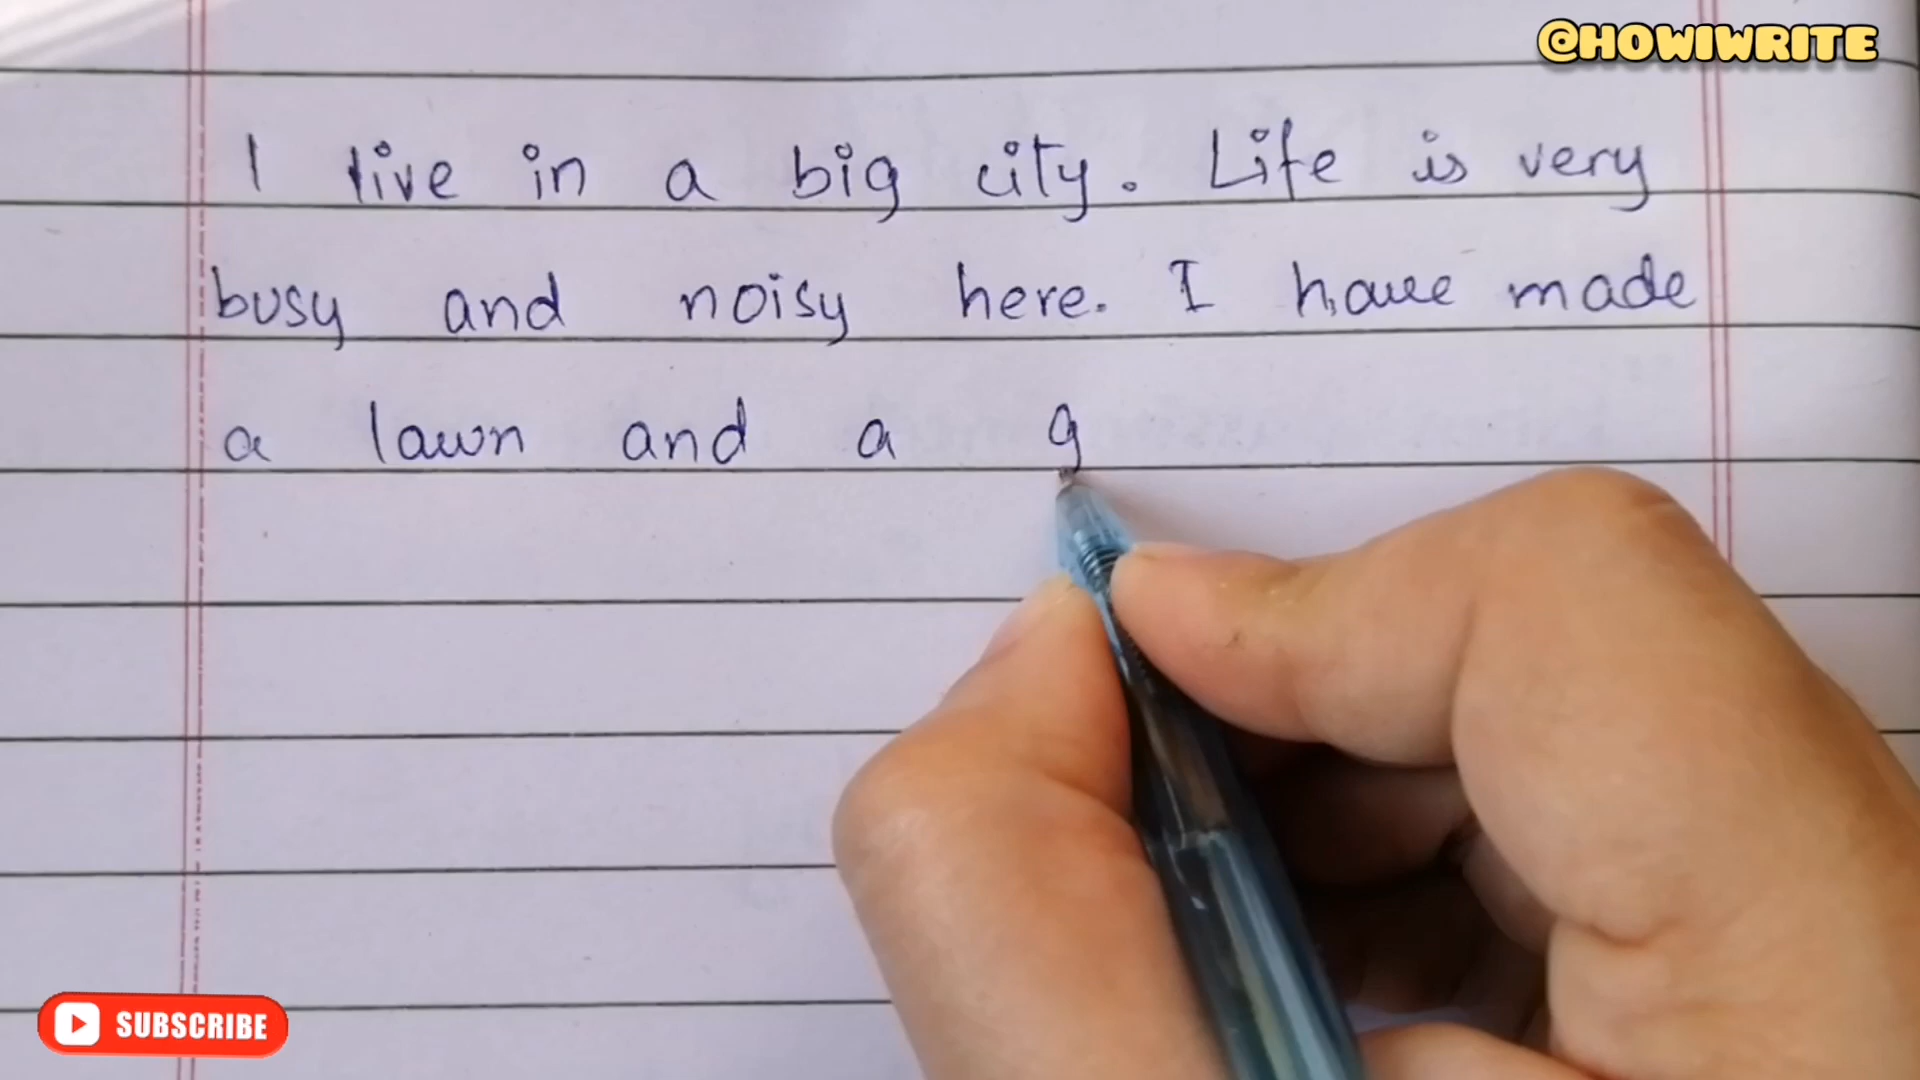 @HOWIWRITE
I live in a big city. Life is very
busy and noisy here. I have made
a lawn and a g
SUBSCRIBE